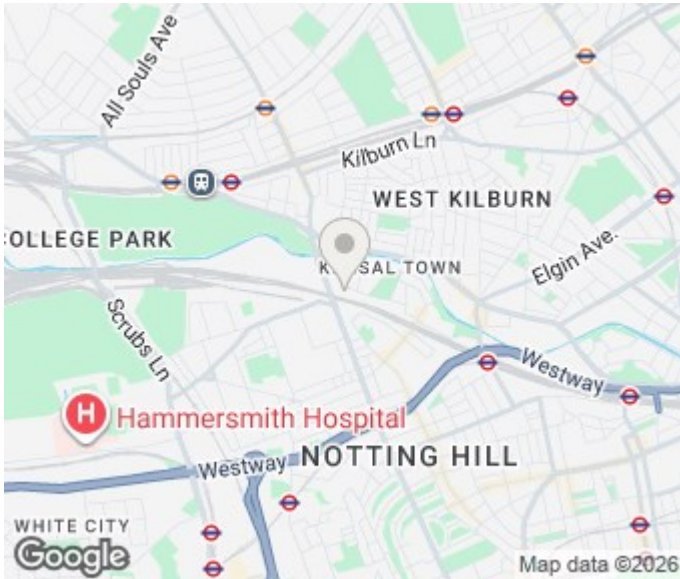 All Souls Ave
Kilburn Ln
WEST KILBURN
COLLEGE PARK
KENSAL TOWN
Elgin Ave.
Scrubs Ln
Westway
H
Hammersmith Hospital
Westway
NOTTING HILL
WHITE CITY
Google
Map data ©2026